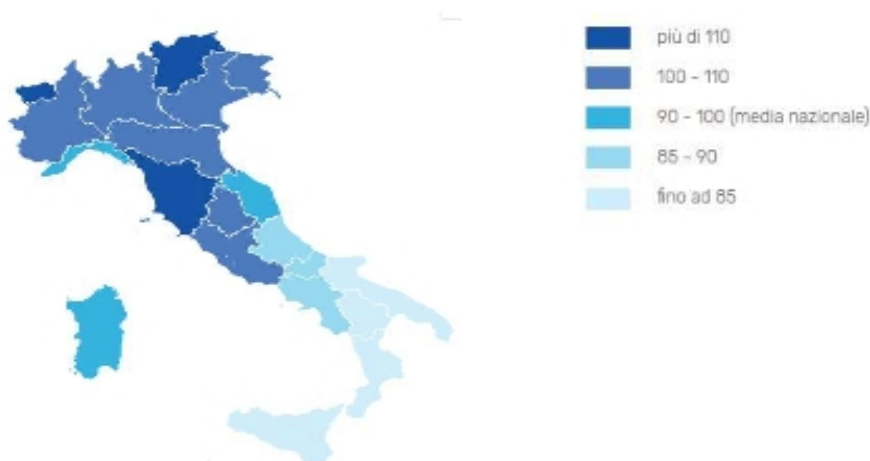 più di 110
100 - 110
90 - 100 (media nazionale)
85 - 90
fino ad 85